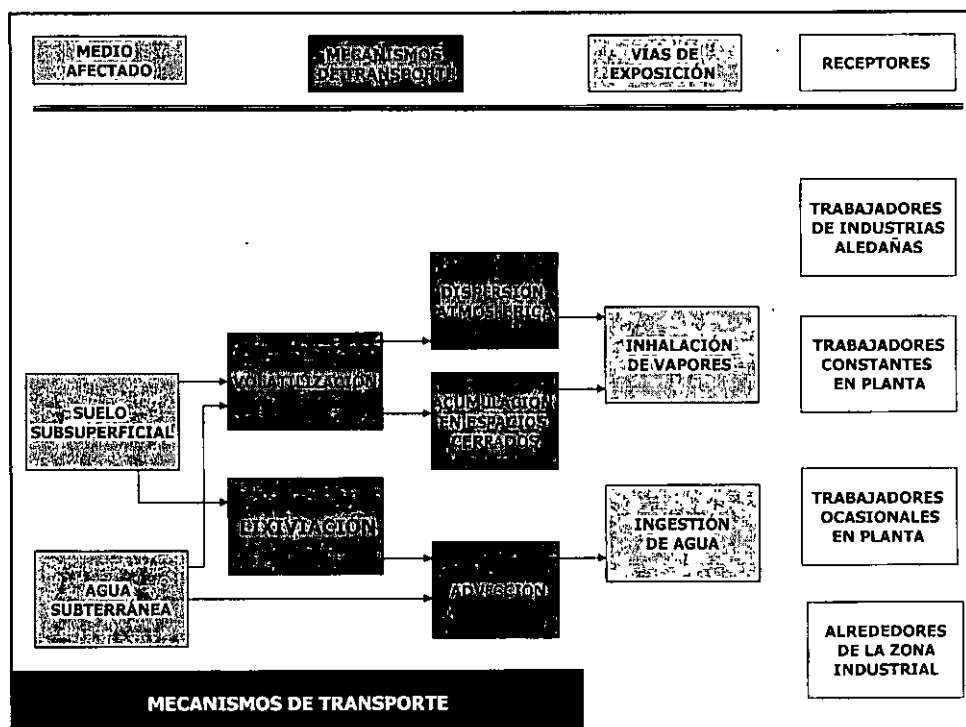 MEDIO
AFECTADO
MECANISMOS
DE TRANSPORTE
VÍAS DE
EXPOSICIÓN
RECEPTORES
TRABAJADORES
DE INDUSTRIAS
ALEDAÑAS
DISPERSIÓN
ATMOSFÉRICA
INHALACIÓN
DE VAPORES
TRABAJADORES
CONSTANTES
EN PLANTA
VOLATILIZACIÓN
ACUMULACIÓN
EN ESPACIOS
CERRADOS
SUELO
SUBSUPERFICIAL
LIXIVIACIÓN
INGESTIÓN
DE AGUA
TRABAJADORES
OCASIONALES
EN PLANTA
AGUA
SUBTERRÁNEA
ADVECCIÓN
ALREDEDORES
DE LA ZONA
INDUSTRIAL
MECANISMOS DE TRANSPORTE